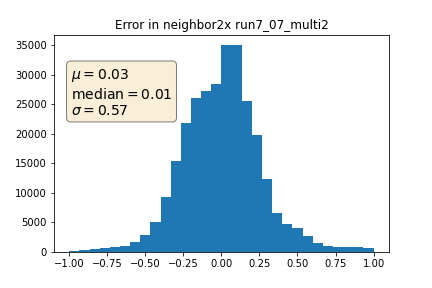 Error in neighbor2x run7_07_multi2
35000
30000
25000
20000
15000
10000
5000
0
μ = 0.03
median = 0.01
σ = 0.57
−1.00 −0.75 −0.50 −0.25 0.00 0.25 0.50 0.75 1.00